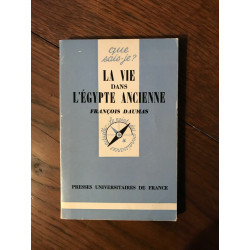 que
sais-je?
LA VIE
DANS
L'ÉGYPTE ANCIENNE
FRANÇOIS DAUMAS
PRESSES UNIVERSITAIRES DE FRANCE